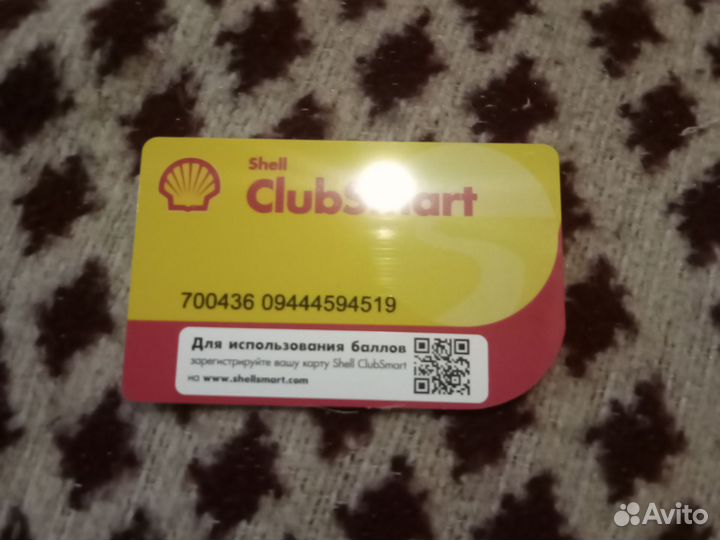 Shell
ClubSmart
700436 09444594519
Для использования баллов
зарегистрируйте вашу карту Shell ClubSmart
на www.shellsmart.com
Avito